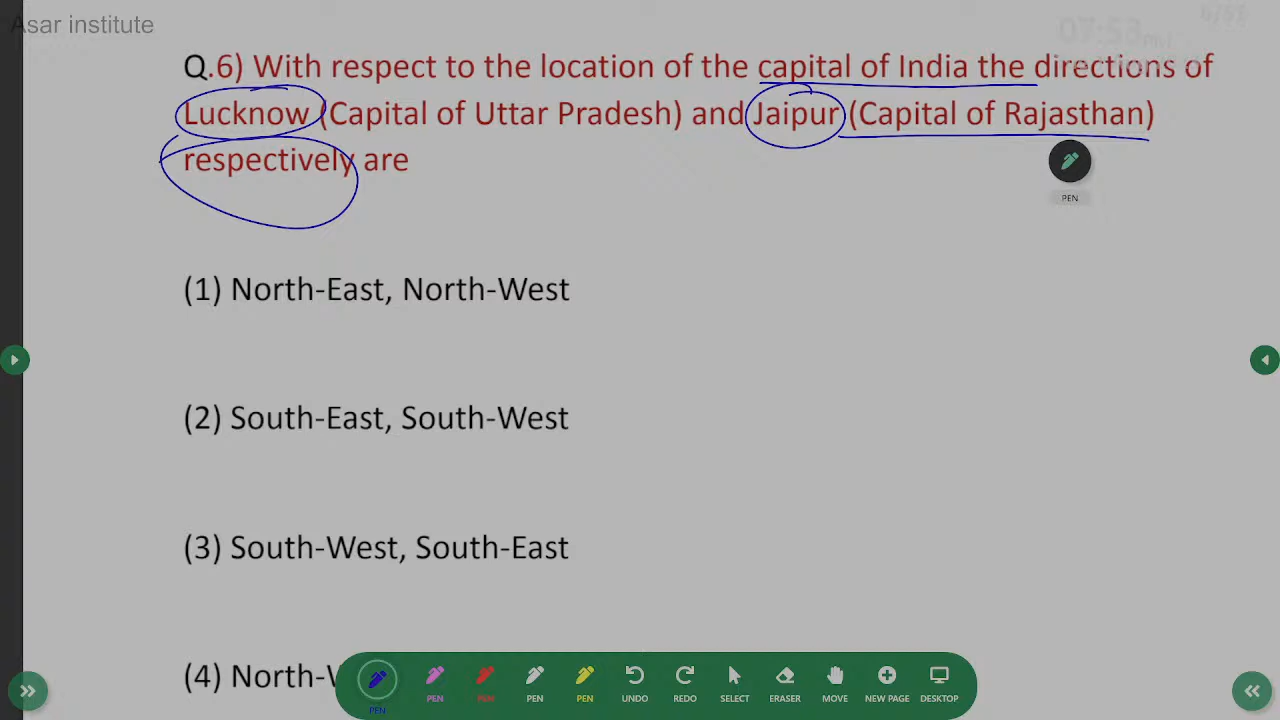 Asar institute
Q.6) With respect to the location of the capital of India the directions of
Lucknow (Capital of Uttar Pradesh) and Jaipur (Capital of Rajasthan)
respectively are
PEN
(1) North-East, North-West
(2) South-East, South-West
(3) South-West, South-East
(4)
PEN PEN PEN PEN PEN UNDO REDO SELECT ERASER MOVE NEW PAGE DESKTOP